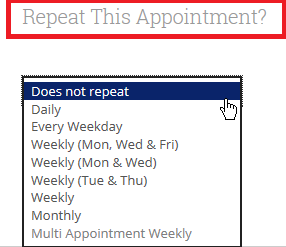 Repeat This Appointment?
Does not repeat
Daily
Every Weekday
Weekly (Mon, Wed & Fri)
Weekly (Mon & Wed)
Weekly (Tue & Thu)
Weekly
Monthly
Multi Appointment Weekly